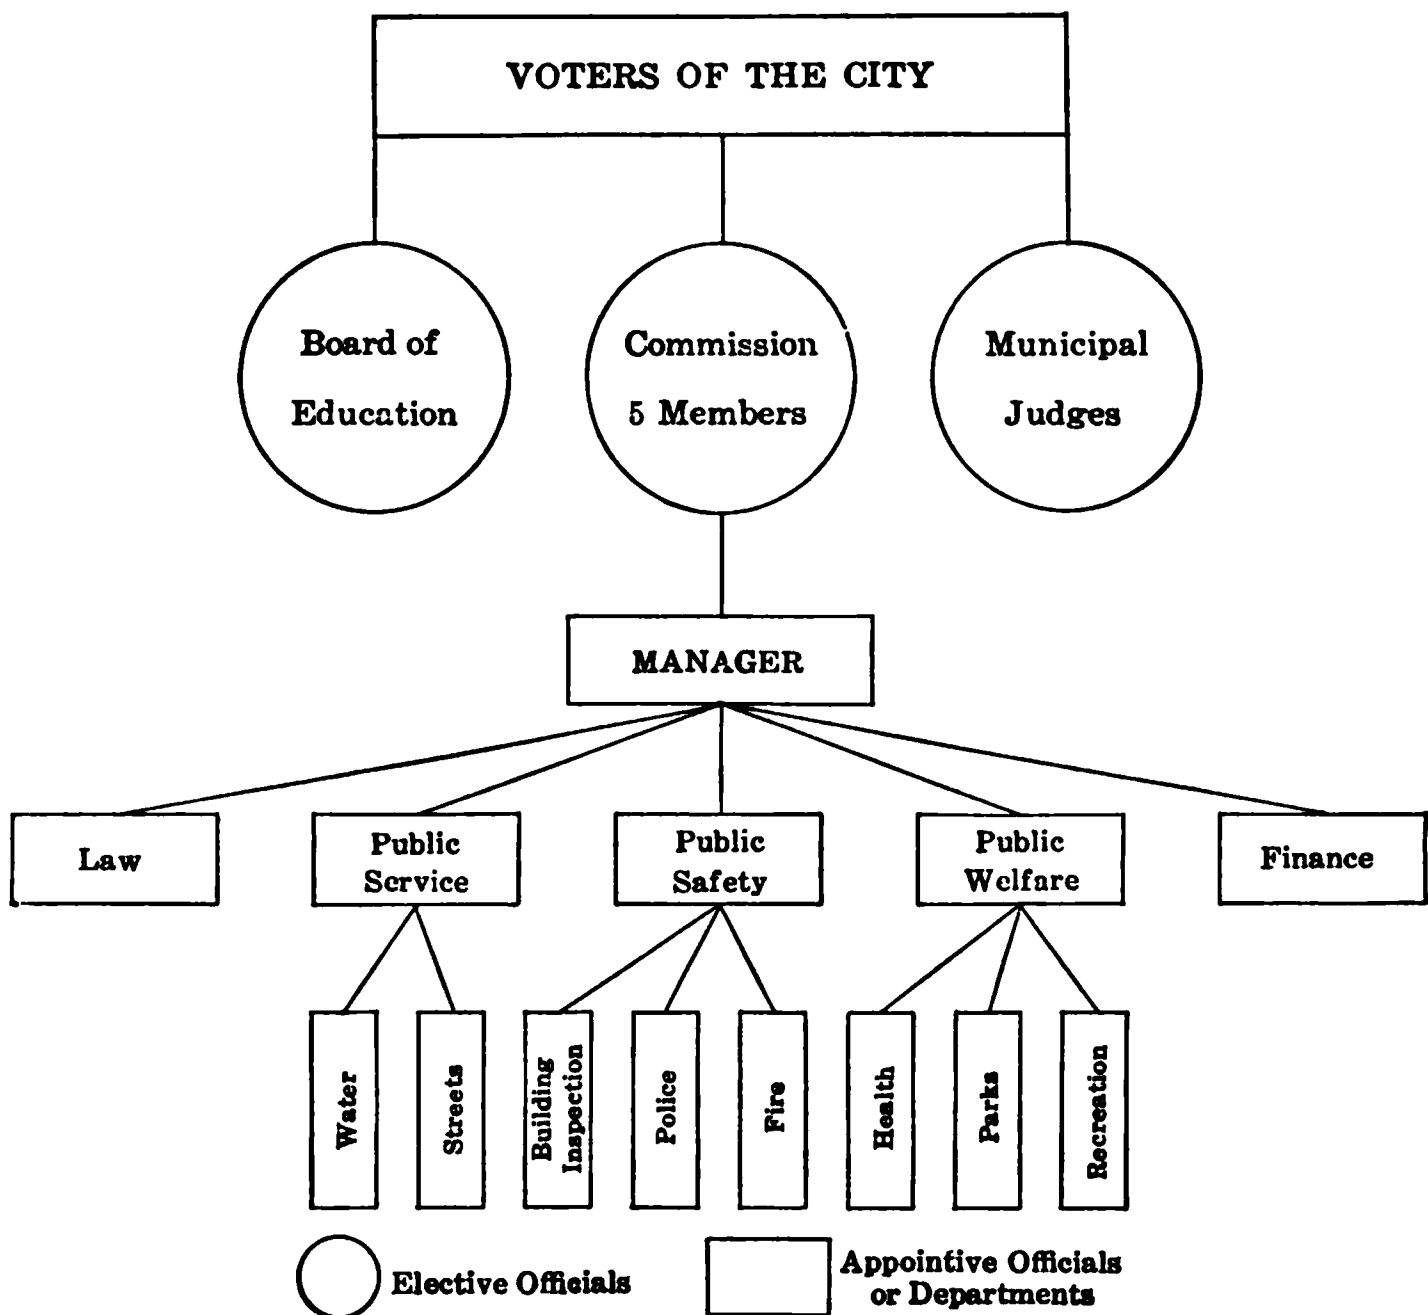 VOTERS OF THE CITY
Board of
Education
Commission
5 Members
Municipal
Judges
MANAGER
Law
Public
Service
Public
Safety
Public
Welfare
Finance
Water
Streets
Building
Inspection
Police
Fire
Health
Parks
Recreation
Elective Officials
Appointive Officials
or Departments